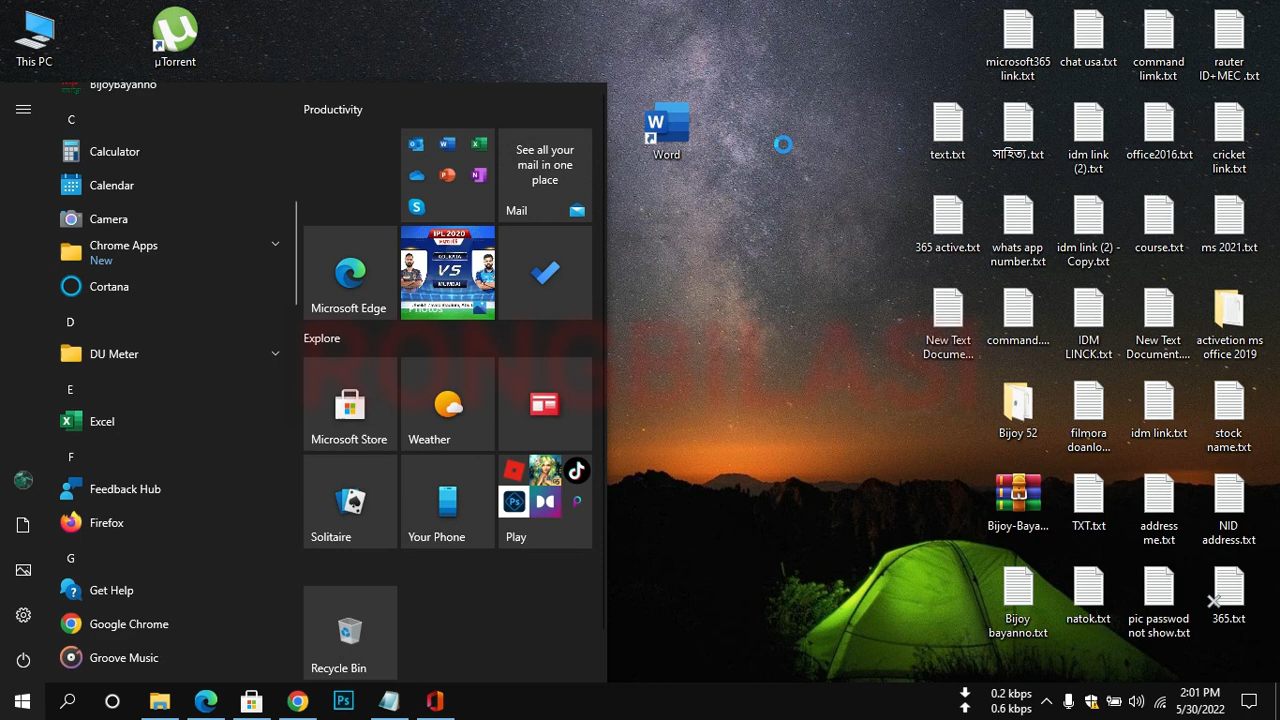 This PC
µTorrent
BijoyBayanno
C
Calculator
Calendar
Camera
Chrome Apps
New
Cortana
D
DU Meter
E
Excel
F
Feedback Hub
Firefox
G
Get Help
Google Chrome
Groove Music
Productivity
See all your
mail in one
place
Mail
Microsoft Edge
IPL 2020
VS
MUMBAI
Photos
Explore
Microsoft Store
Weather
Solitaire
Your Phone
Play
Recycle Bin
W
Word
microsoft365
link.txt
chat usa.txt
command
limk.txt
rauter
ID+MEC .txt
text.txt
সাহিত্য .txt
idm link
(2).txt
office2016.txt
cricket
link.txt
365 active.txt
whats app
number.txt
idm link (2) -
Copy.txt
course.txt
ms 2021.txt
New Text
Docume...
command....
IDM
LINCK.txt
New Text
Document....
activetion ms
office 2019
Bijoy 52
filmora
doanlo...
idm link.txt
stock
name.txt
Bijoy-Baya...
TXT.txt
address
me.txt
NID
address.txt
Bijoy
bayanno.txt
natok.txt
pic passwod
not show.txt
365.txt
Ps
0.2 kbps
0.6 kbps
2:01 PM
5/30/2022